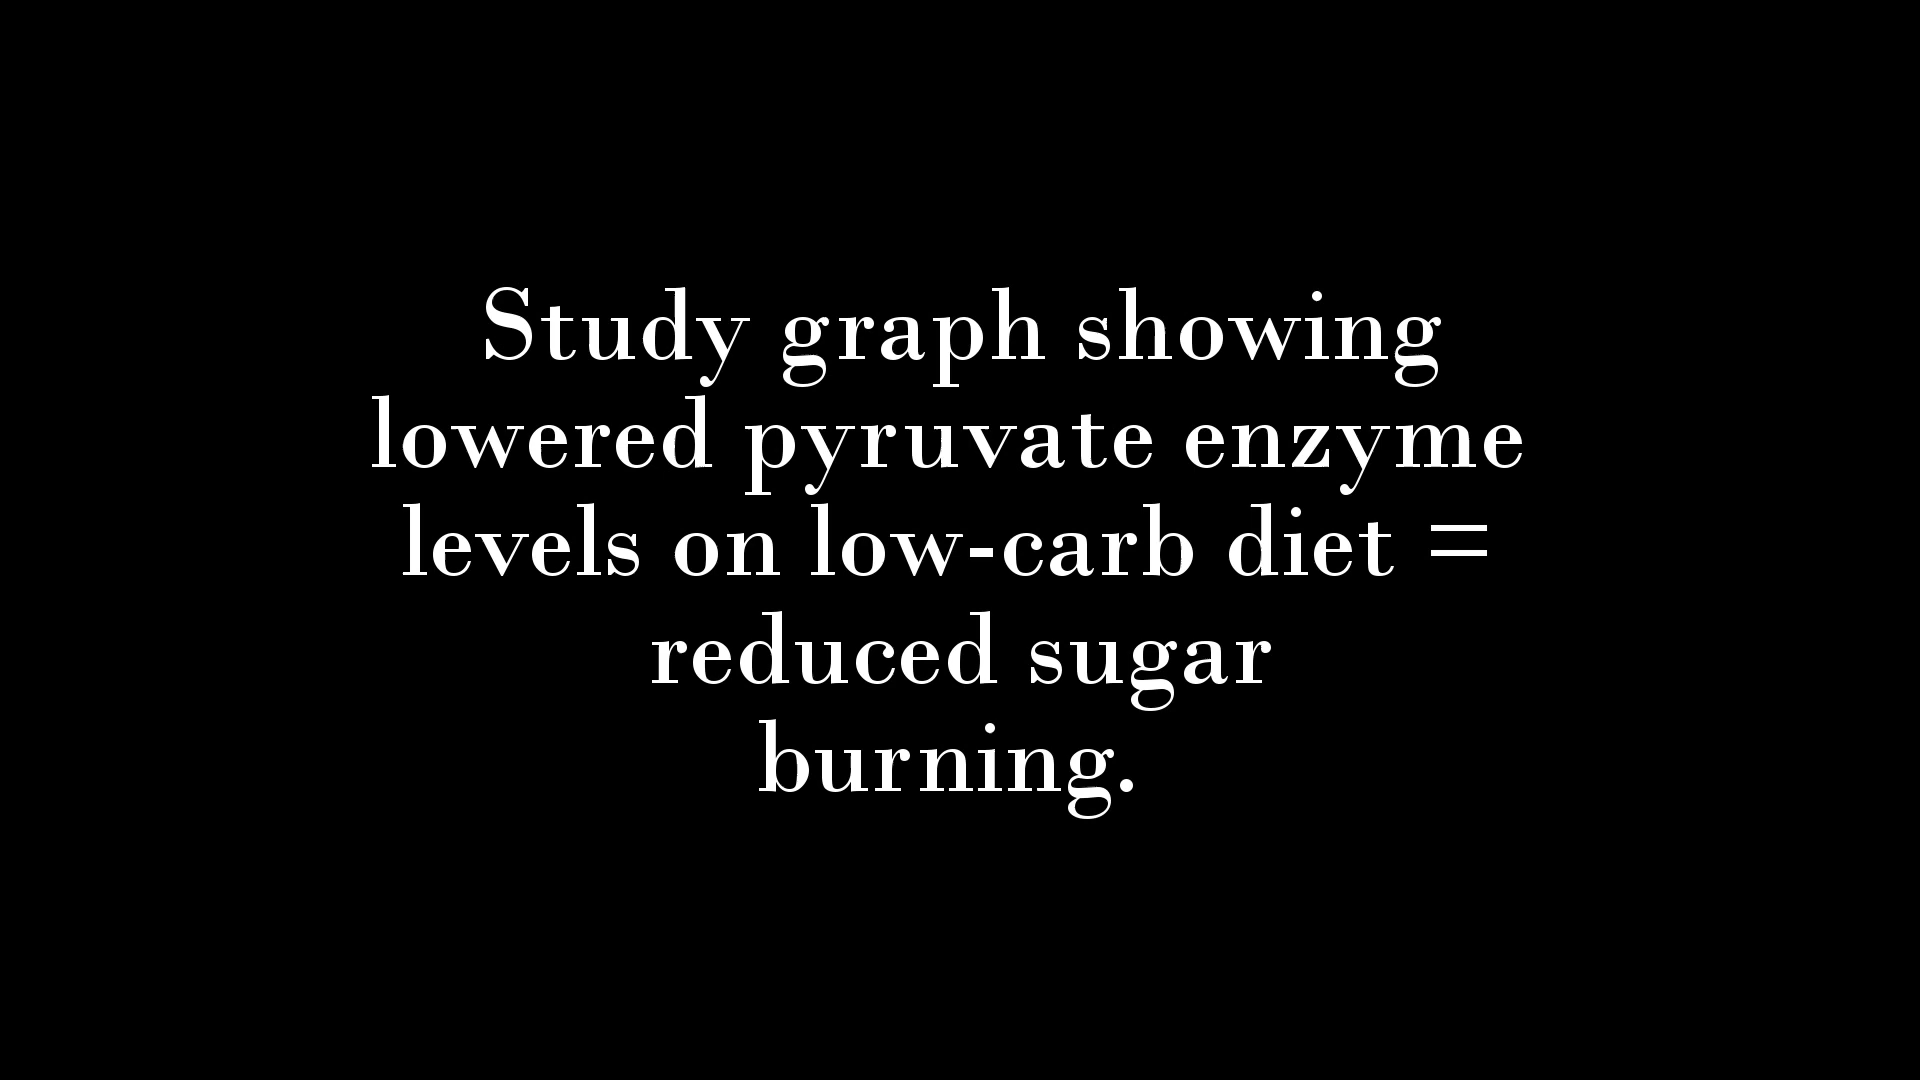 Study graph showing
lowered pyruvate enzyme
levels on low-carb diet =
reduced sugar
burning.